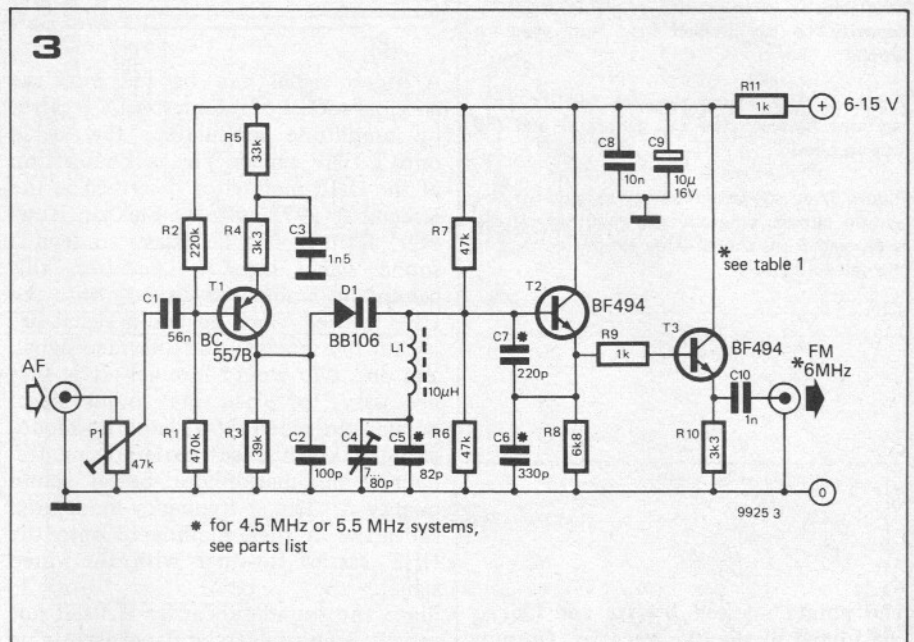 3
R11
1k
+ 6-15 V
R5
33k
C8
10n
C9
10µ
16V
R2
220k
R4
3k3
C3
1n5
R7
47k
* see table 1
T1
C1
56n
BC
557B
D1
BB106
T2
BF494
R9
1k
T3
BF494
L1
10µH
C7 *
220p
AF
P1
47k
C10
1n
* FM
6MHz
R1
470k
R3
39k
C2
100p
C4
7...
80p
C5 *
82p
R6
47k
C6 *
330p
R8
6k8
R10
3k3
0
9925 3
* for 4.5 MHz or 5.5 MHz systems,
see parts list